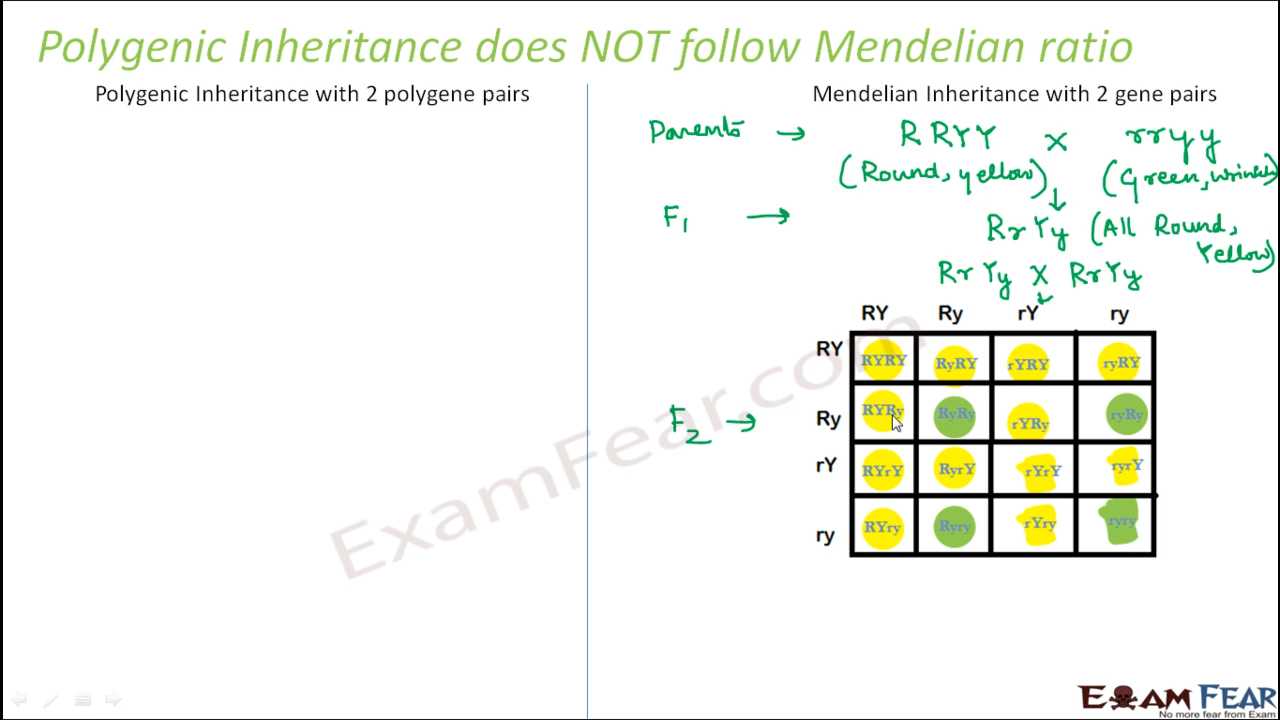 Polygenic Inheritance does NOT follow Mendelian ratio
Polygenic Inheritance with 2 polygene pairs
Mendelian Inheritance with 2 gene pairs
Parents → RRYY x rryy
(Round, yellow) (Green, wrinkle)
F1 → RrYy (All Round, Yellow)
RrYy X RrYy
RY Ry rY ry
RY RYRY RyRY rYRY ryRY
Ry RYRy RyRy rYRy ryRy
rY RYrY RyrY rYrY ryrY
ry RYry Ryry rYry ryry
F2 →
ExamFear.com
EXAM FEAR
No more fear from Exam